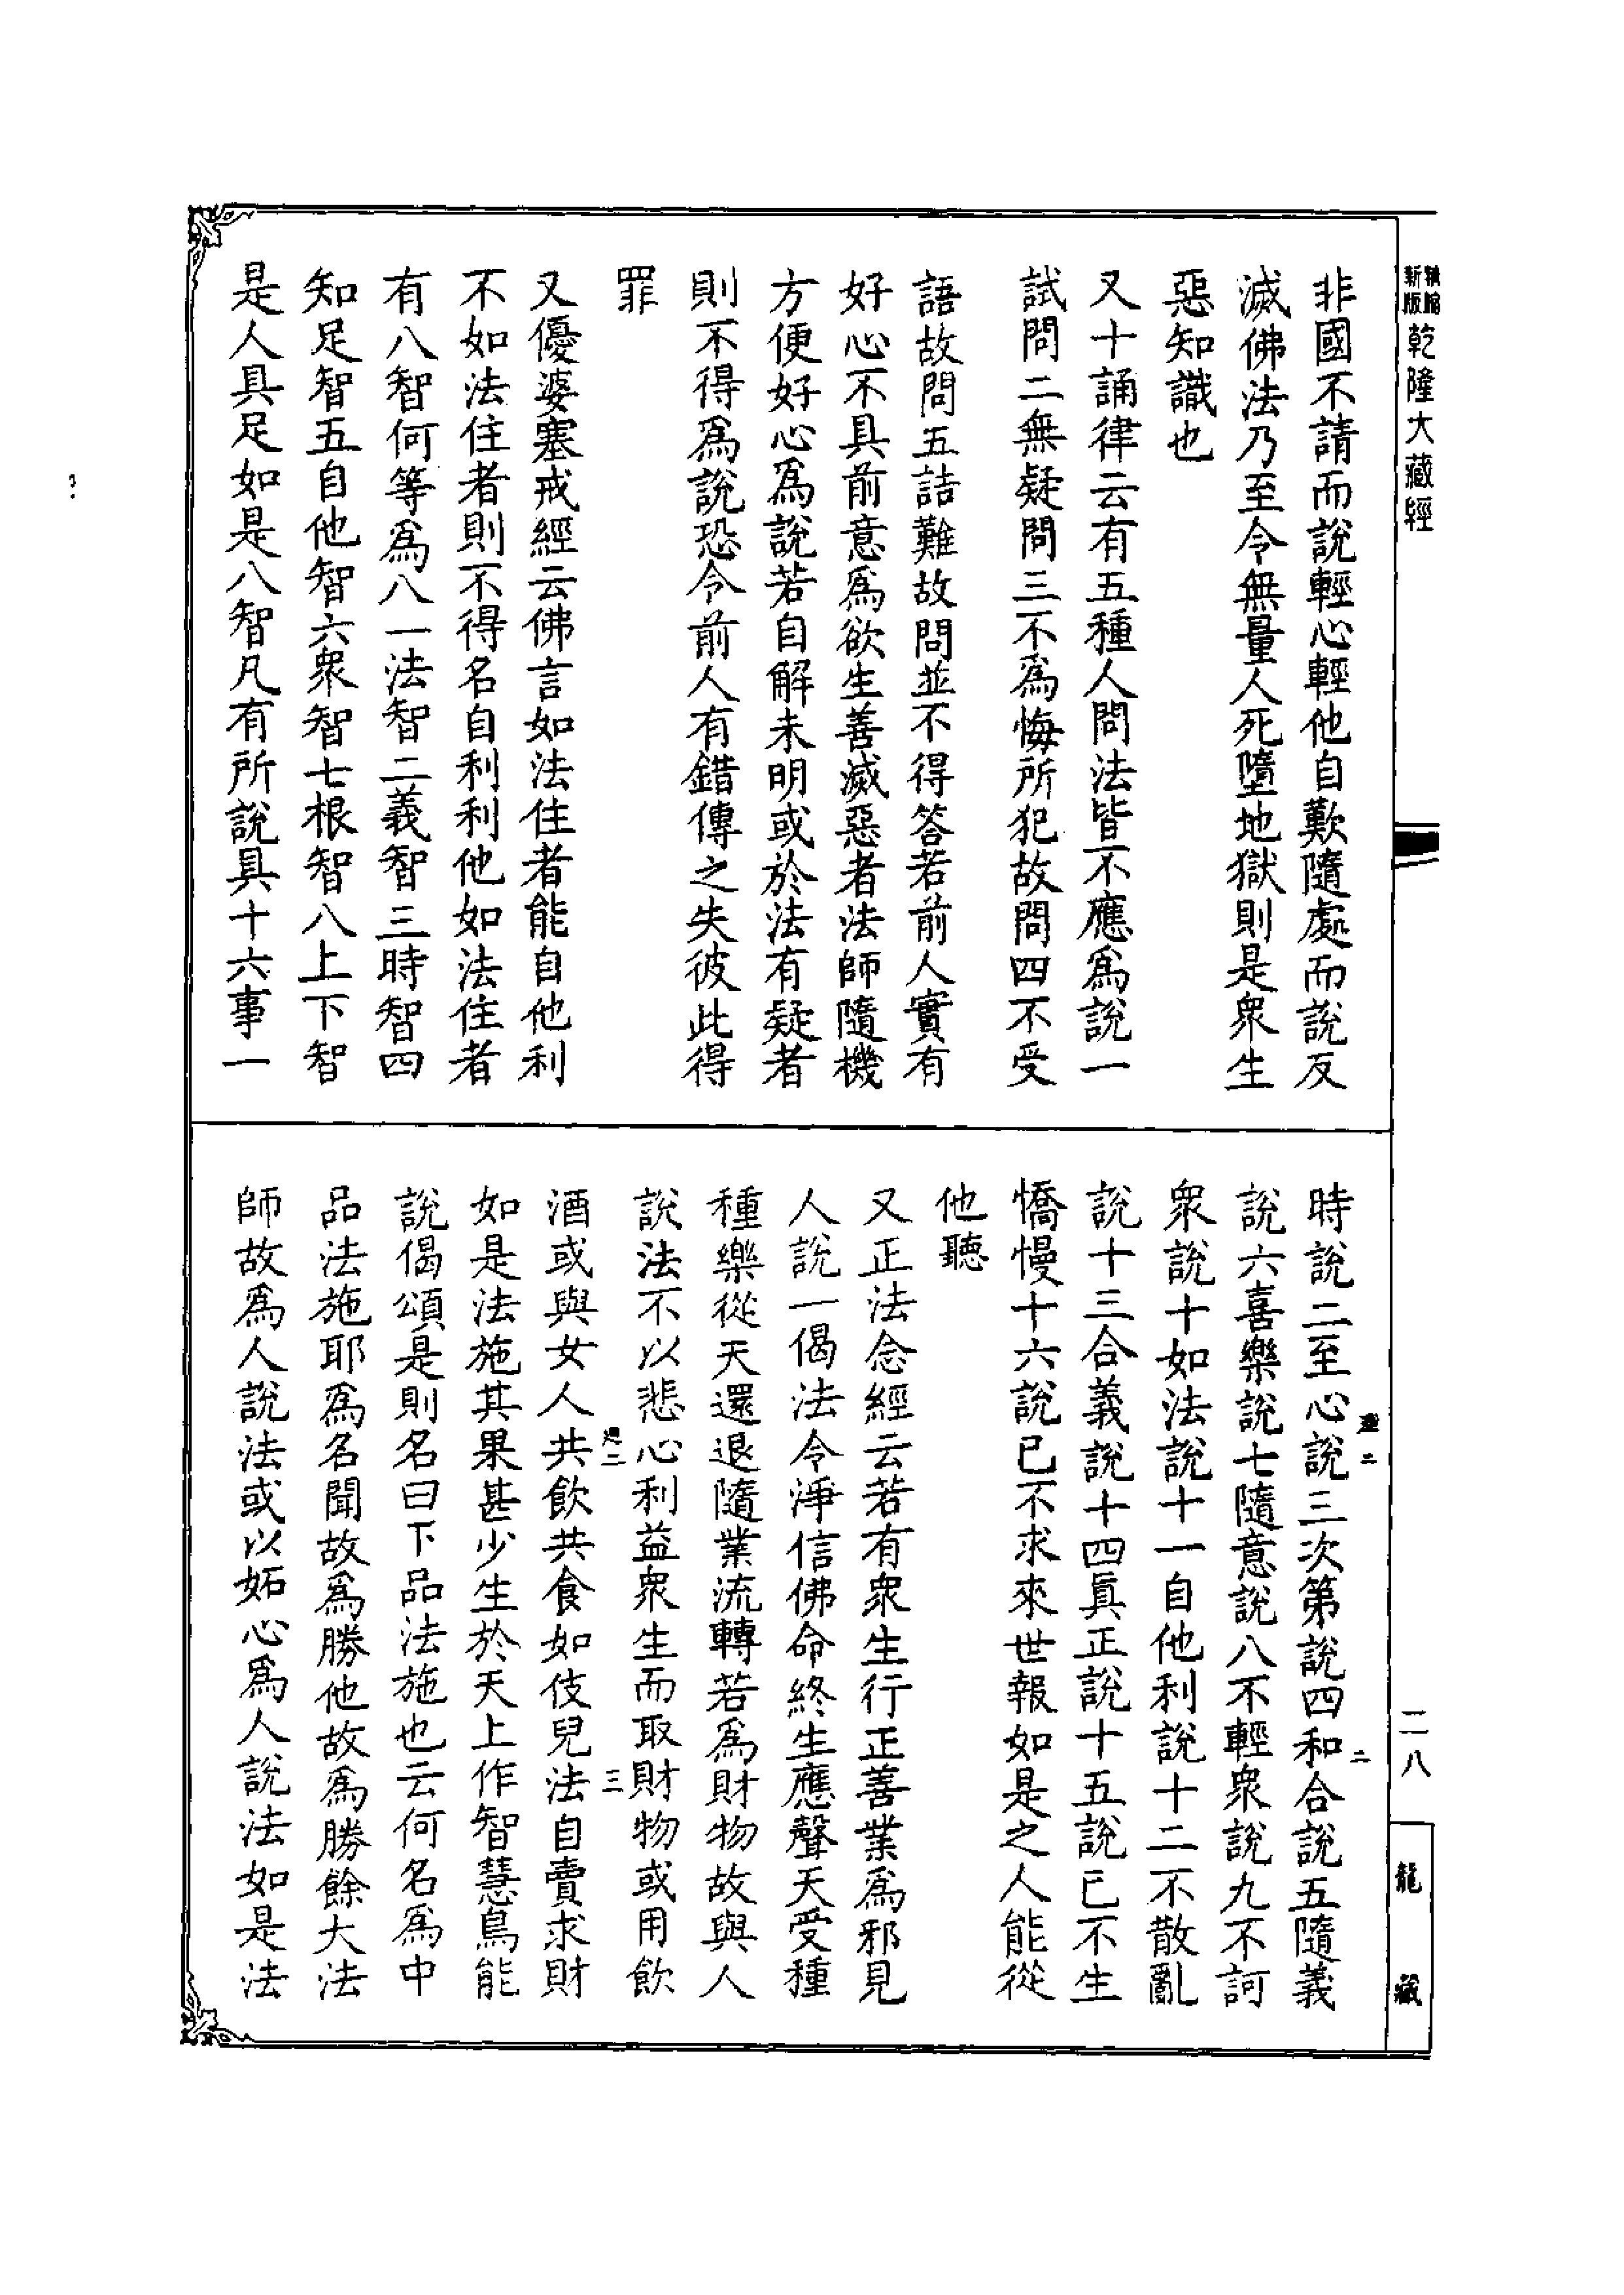 新版
乾隆大藏經
非國不請而說輕心輕他自歎隨處而說反
滅佛法乃至令無量人死墮地獄則是衆生
惡知識也
又十誦律云有五種人問法皆不應爲說一
試問二無疑問三不爲悔所犯故問四不受
語故問五詰難故問並不得答若前人實有
好心不具前意爲欲生善滅惡者法師隨機
方便好心爲說若自解未明或於法有疑者
則不得爲說恐令前人有錯傳之失彼此得
罪
又優婆塞戒經云佛言如法住者能自他利
不如法住者則不得名自利利他如法住者
有八智何等爲八一法智二義智三時智四
知足智五自他智六衆智七根智八上下智
是人具足如是八智凡有所說具十六事一
時說二至心說三次第說四和合說五隨義
說六喜樂說七隨意說八不輕衆說九不訶
衆說十如法說十一自他利說十二不散亂
說十三合義說十四眞正說十五說已不生
憍慢十六說已不求來世報如是之人能從
他聽
又正法念經云若有衆生行正善業爲邪見
人說一偈法令淨信佛命終生應聲天受種
種樂從天還退隨業流轉若爲財物故與人
說法不以悲心利益衆生而取財物或用飲
酒或與女人共飲共食如伎兒法自賣求財
如是法施其果甚少生於天上作智慧鳥能
說偈頌是則名曰下品法施也云何名爲中
品法施耶爲名聞故爲勝他故爲勝餘大法
師故爲人說法或以妬心爲人說法如是法
二
二
二
三
二八
龍藏